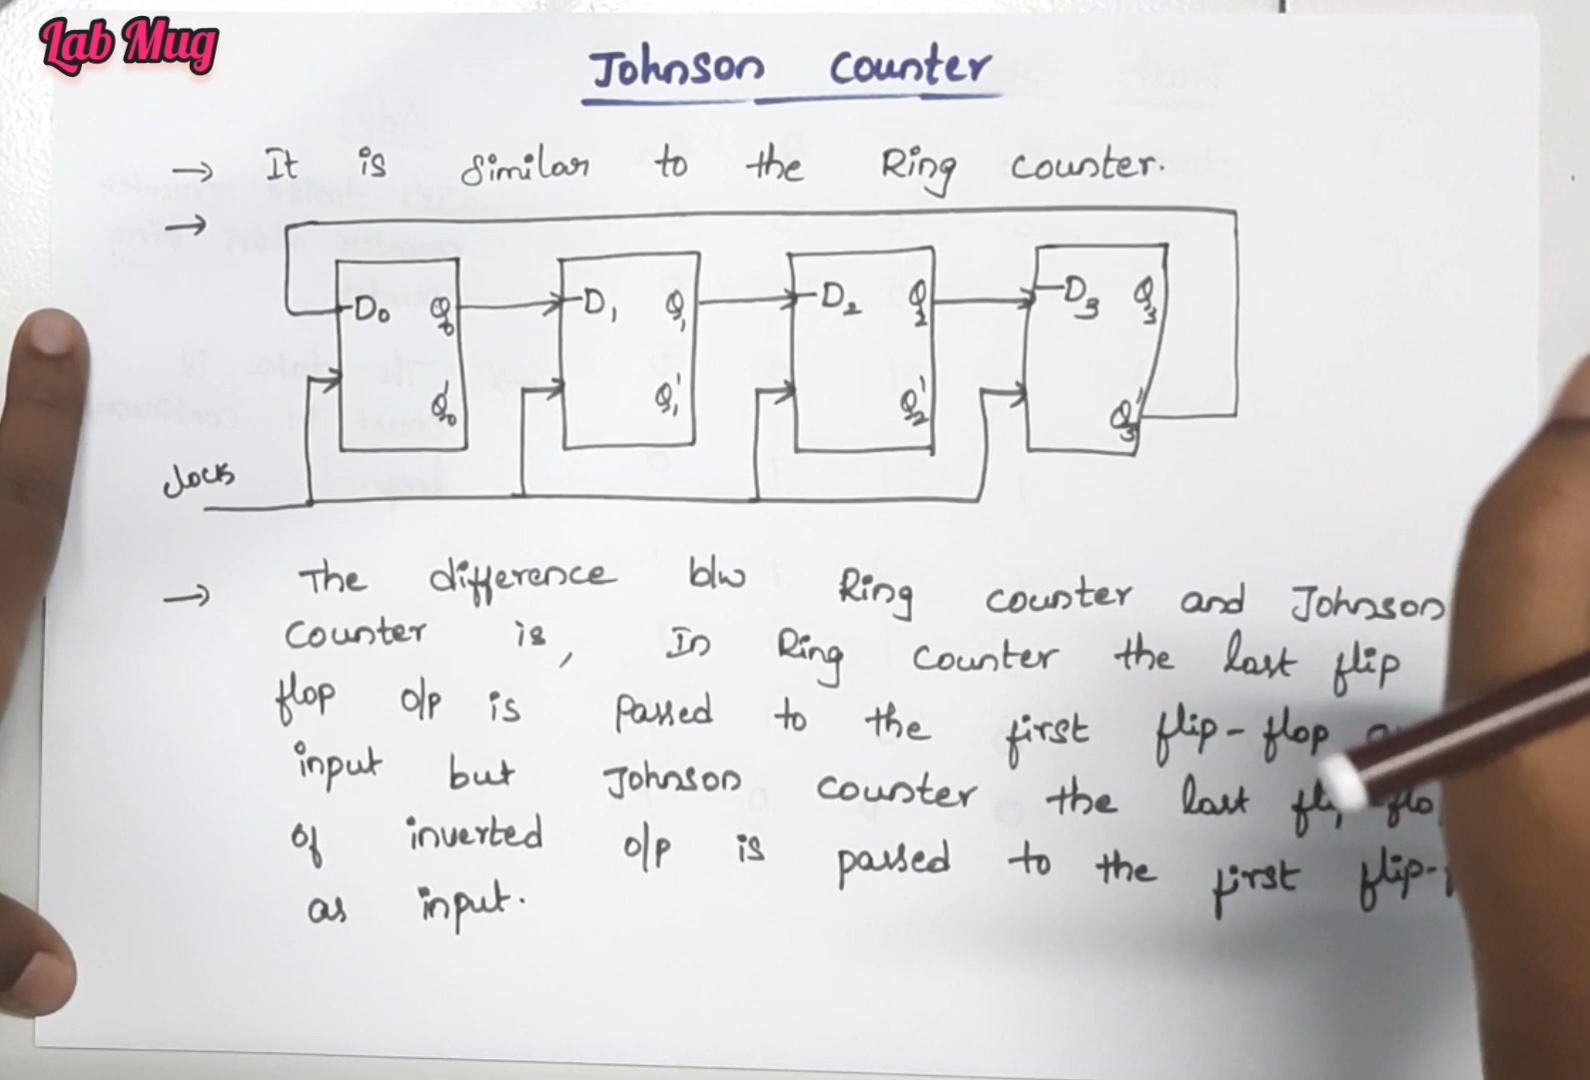 Lab Mug
Johnson counter
→ It is similar to the Ring counter.
→
D₀ Q₀ D₁ Q₁ D₂ Q₂ D₃ Q₃
Q₀' Q₁' Q₂' Q₃'
clock
→ The difference b/w Ring counter and Johnson
counter is, In Ring counter the last flip
flop o/p is passed to the first flip-flop
input but Johnson counter the last
of inverted o/p is passed to the first flip-
as input.